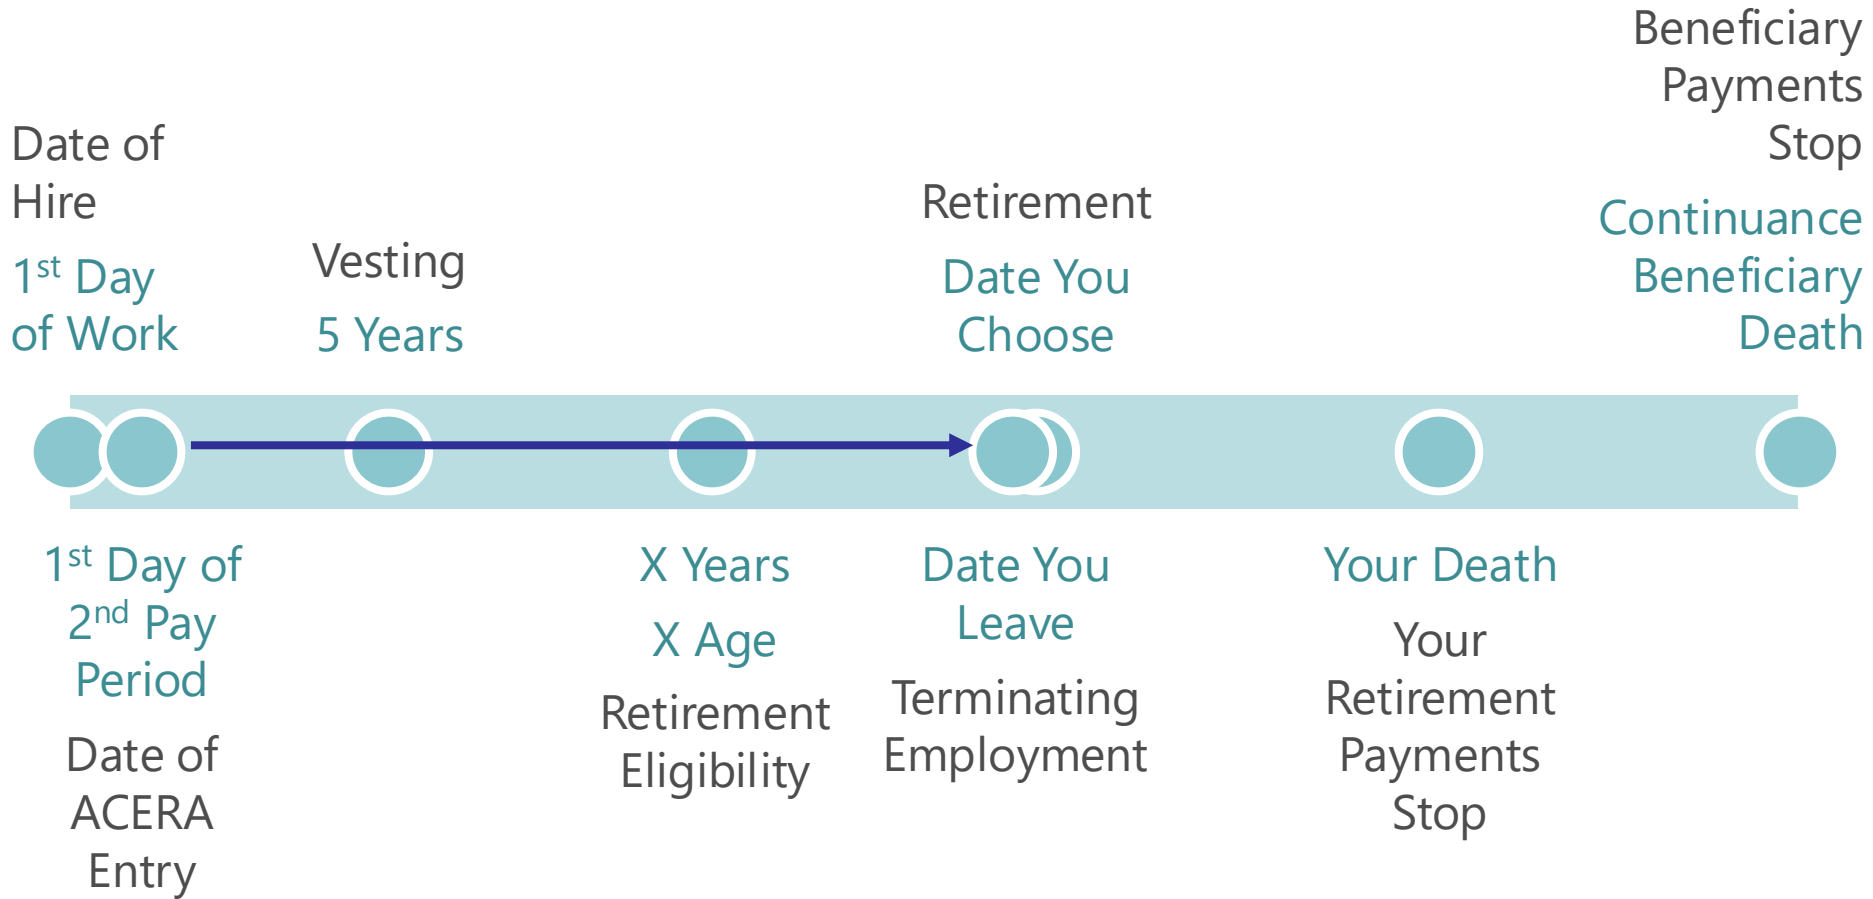 Date of
Hire
1st Day
of Work
Vesting
5 Years
Retirement
Date You
Choose
Beneficiary
Payments
Stop
Continuance
Beneficiary
Death
1st Day of
2nd Pay
Period
Date of
ACERA
Entry
X Years
X Age
Retirement
Eligibility
Date You
Leave
Terminating
Employment
Your Death
Your
Retirement
Payments
Stop